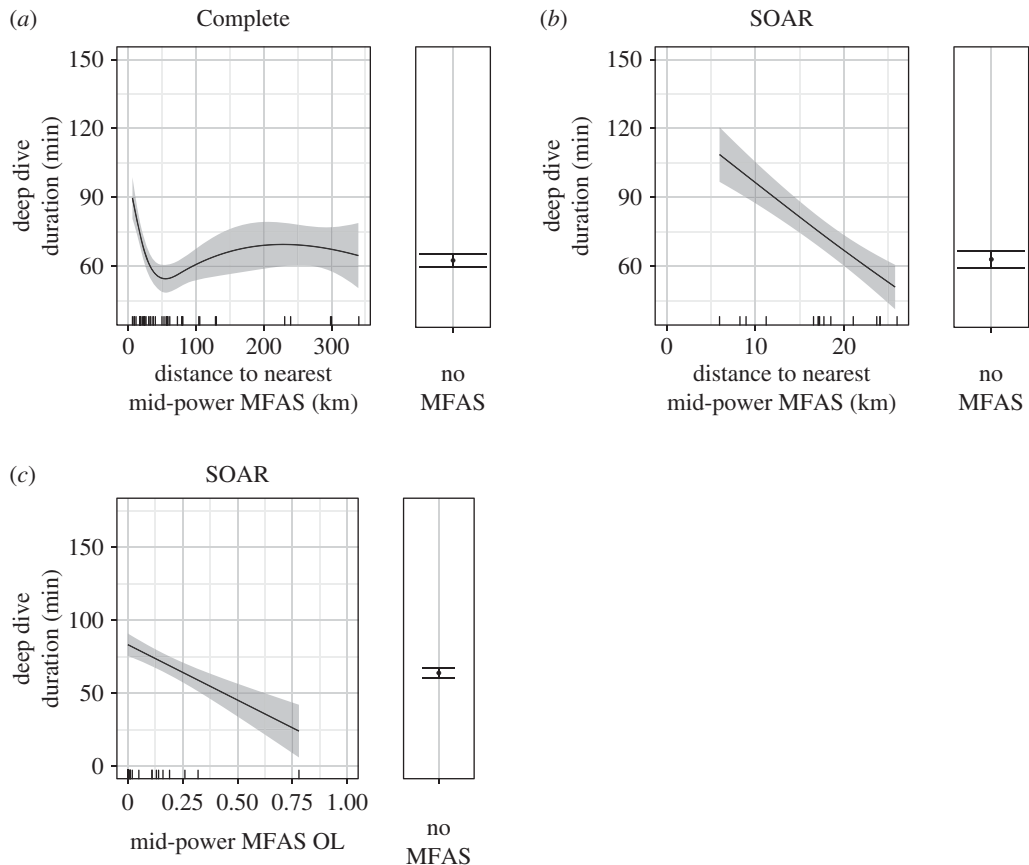 (a)
Complete
150
120
90
60
deep dive
duration (min)
0
100
200
300
distance to nearest
mid-power MFAS (km)
no
MFAS
(b)
SOAR
150
120
90
60
deep dive
duration (min)
0
10
20
distance to nearest
mid-power MFAS (km)
no
MFAS
(c)
SOAR
150
100
50
0
deep dive
duration (min)
0
0.25
0.50
0.75
1.00
mid-power MFAS OL
no
MFAS